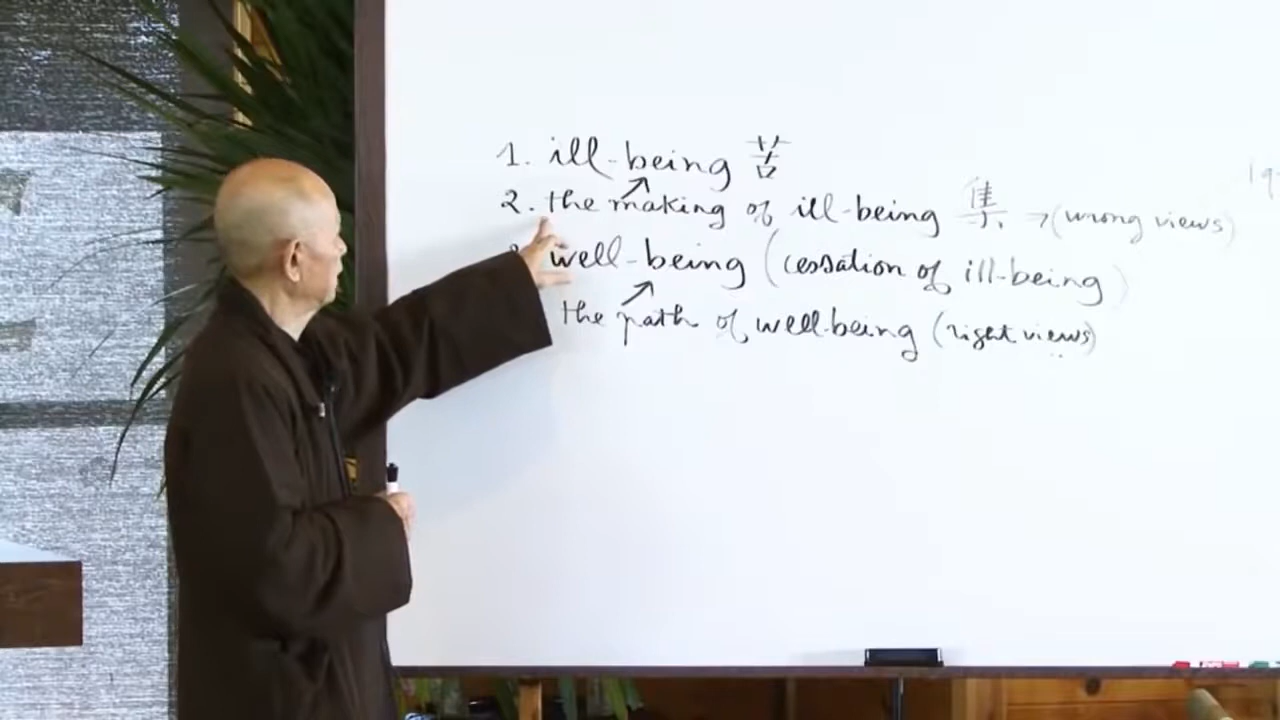 1. ill-being 苦
2. the making of ill-being 集 → (wrong views)
well-being (cessation of ill-being)
the path of well-being (right views)